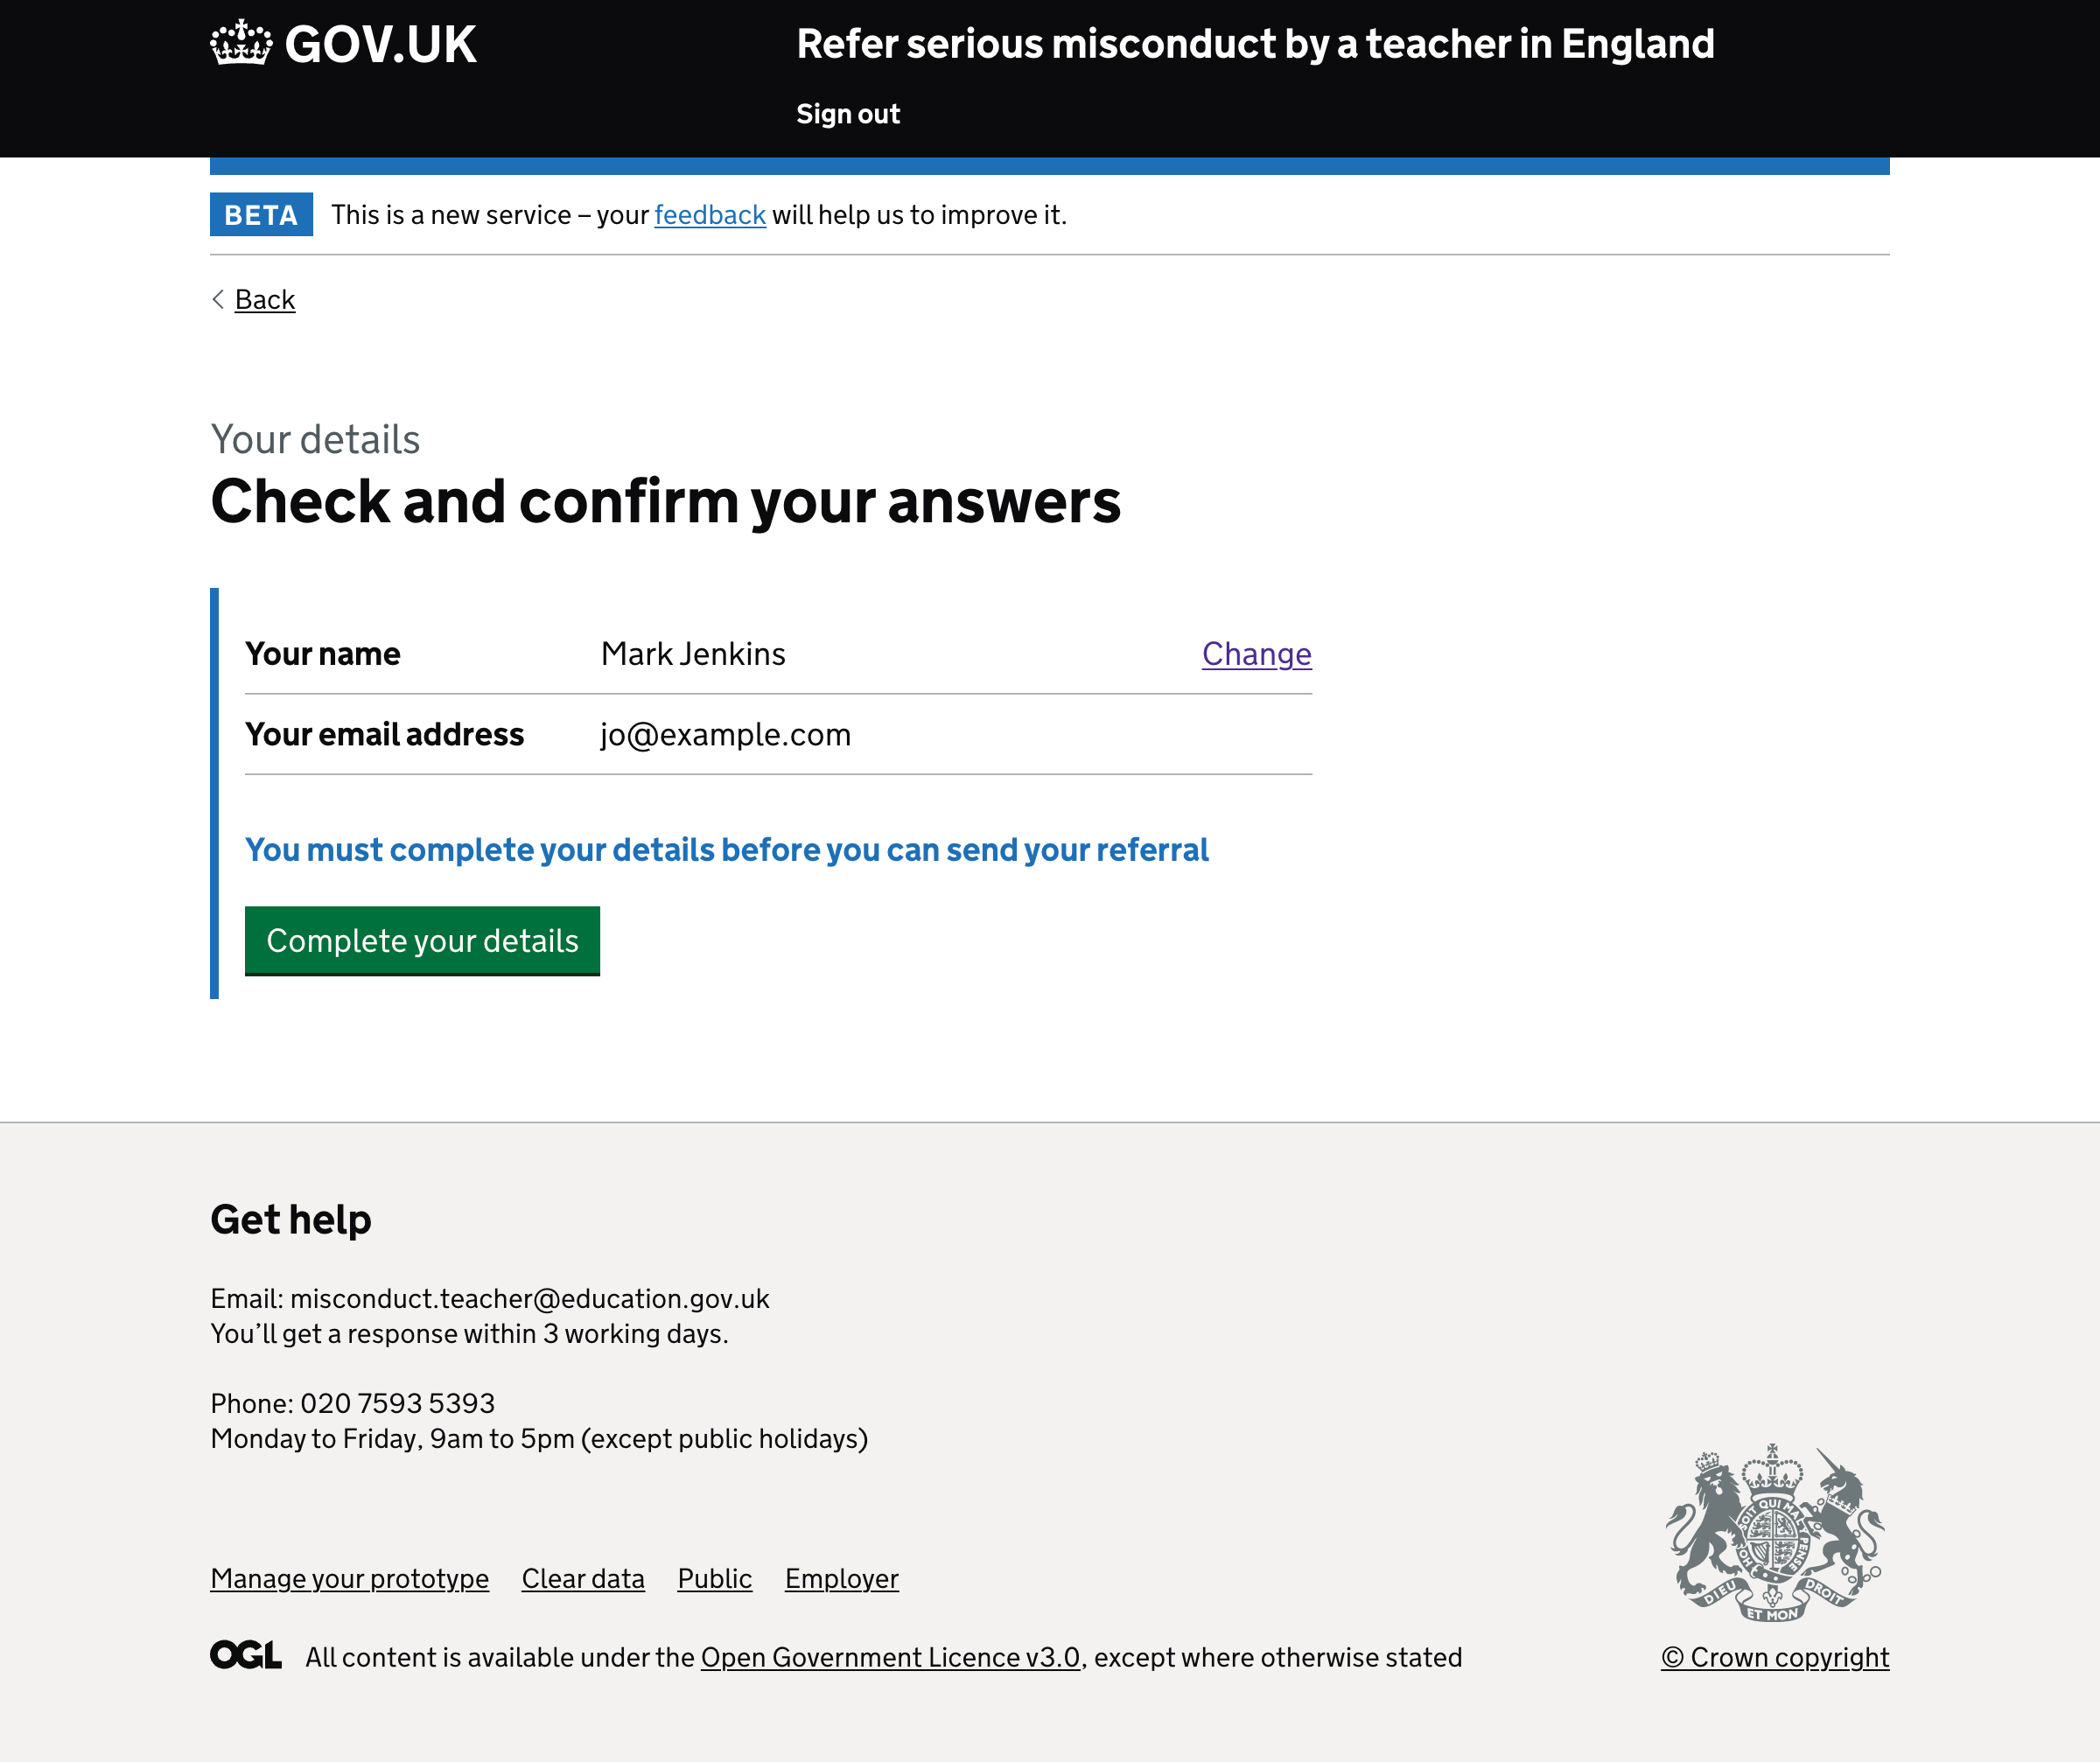 GOV.UK
Refer serious misconduct by a teacher in England
Sign out
BETA This is a new service – your feedback will help us to improve it.
Back
Your details
Check and confirm your answers
Your name Mark Jenkins Change
Your email address jo@example.com
You must complete your details before you can send your referral
Complete your details
Get help
Email: misconduct.teacher@education.gov.uk
You’ll get a response within 3 working days.
Phone: 020 7593 5393
Monday to Friday, 9am to 5pm (except public holidays)
HONI SOIT QUI MAL Y PENSE
DIEU ET MON DROIT
Manage your prototype Clear data Public Employer
OGL All content is available under the Open Government Licence v3.0, except where otherwise stated
© Crown copyright